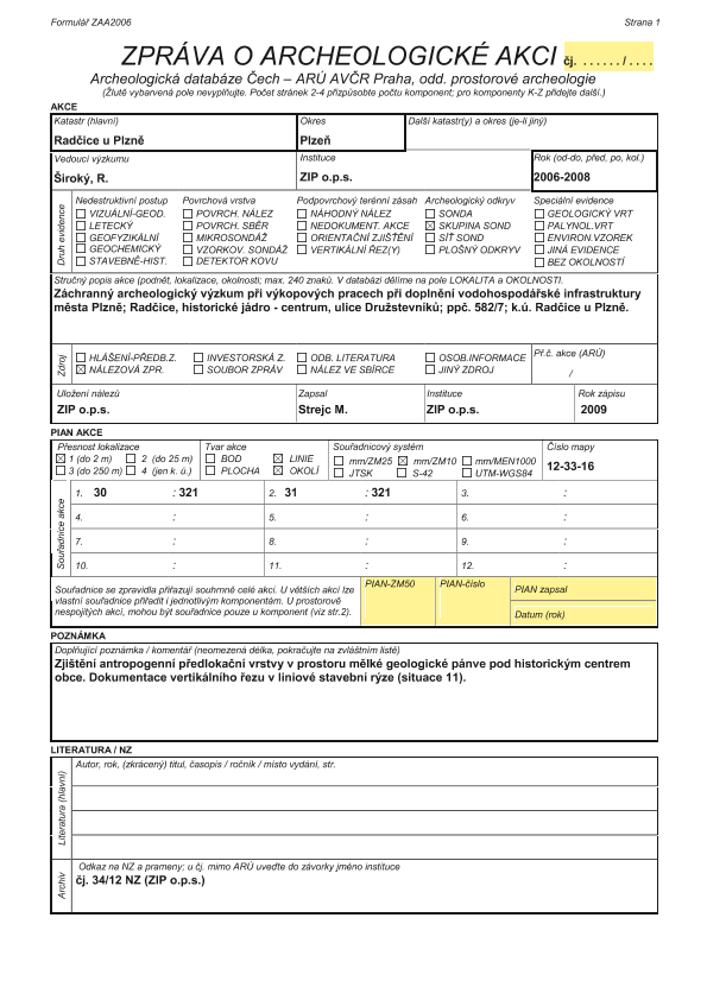 Formulář ZAA2006 Strana 1
ZPRÁVA O ARCHEOLOGICKÉ AKCI čj. ....../....
Archeologická databáze Čech – ARÚ AVČR Praha, odd. prostorové archeologie
(Žlutě vybarvená pole nevyplňujte. Počet stránek 2-4 přizpůsobte počtu komponent; pro komponenty K-Z přidejte další.)
AKCE
Katastr (hlavní) Okres Další katastr(y) a okres (je-li jiný)
Radčice u Plzně Plzeň
Vedoucí výzkumu Instituce Rok (od-do, před, po, kol.)
Široký, R. ZIP o.p.s. 2006-2008
Druh evidence
Nedestruktivní postup Povrchová vrstva Podpovrchový terénní zásah Archeologický odkryv Speciální evidence
☐ VIZUÁLNÍ-GEOD. ☐ POVRCH. NÁLEZ ☐ NÁHODNÝ NÁLEZ ☐ SONDA ☐ GEOLOGICKÝ VRT
☐ LETECKÝ ☐ POVRCH. SBĚR ☐ NEDOKUMENT. AKCE ☒ SKUPINA SOND ☐ PALYNOL.VRT
☐ GEOFYZIKÁLNÍ ☐ MIKROSONDÁŽ ☐ ORIENTAČNÍ ZJIŠTĚNÍ ☐ SÍŤ SOND ☐ ENVIRON.VZOREK
☐ GEOCHEMICKÝ ☐ VZORKOV. SONDÁŽ ☐ VERTIKÁLNÍ ŘEZ(Y) ☐ PLOŠNÝ ODKRYV ☐ JINÁ EVIDENCE
☐ STAVEBNĚ-HIST. ☐ DETEKTOR KOVU ☐ BEZ OKOLNOSTÍ
Stručný popis akce (podnět, lokalizace, okolnosti; max. 240 znaků. V databázi dělíme na pole LOKALITA a OKOLNOSTI.
Záchranný archeologický výzkum při výkopových pracech při doplnění vodohospodářské infrastruktury
města Plzně; Radčice, historické jádro - centrum, ulice Družstevníků; ppč. 582/7; k.ú. Radčice u Plzně.
Zdroj
☐ HLÁŠENÍ-PŘEDB.Z. ☐ INVESTORSKÁ Z. ☐ ODB. LITERATURA ☐ OSOB.INFORMACE Př.č. akce (ARÚ)
☒ NÁLEZOVÁ ZPR. ☐ SOUBOR ZPRÁV ☐ NÁLEZ VE SBÍRCE ☐ JINÝ ZDROJ /
Uložení nálezů Zapsal Instituce Rok zápisu
ZIP o.p.s. Strejc M. ZIP o.p.s. 2009
PIAN AKCE
Přesnost lokalizace Tvar akce Souřadnicový systém Číslo mapy
☒ 1 (do 2 m) ☐ 2 (do 25 m) ☐ BOD ☒ LINIE ☐ mm/ZM25 ☒ mm/ZM10 ☐ mm/MEN1000 12-33-16
☐ 3 (do 250 m) ☐ 4 (jen k. ú.) ☐ PLOCHA ☒ OKOLÍ ☐ JTSK ☐ S-42 ☐ UTM-WGS84
Souřadnice akce
1. 30 : 321 2. 31 : 321 3. :
4. : 5. : 6. :
7. : 8. : 9. :
10. : 11. : 12. :
Souřadnice se zpravidla přiřazují souhrnně celé akci. U větších akcí lze PIAN-ZM50 PIAN-číslo PIAN zapsal
vlastní souřadnice přiřadit i jednotlivým komponentám. U prostorově
nespojitých akcí, mohou být souřadnice pouze u komponent (viz str.2). Datum (rok)
POZNÁMKA
Doplňující poznámka / komentář (neomezená délka, pokračujte na zvláštním listě)
Zjištění antropogenní předlokační vrstvy v prostoru mělké geologické pánve pod historickým centrem
obce. Dokumentace vertikálního řezu v liniové stavební rýze (situace 11).
LITERATURA / NZ
Literatura (hlavní)
Autor, rok, (zkrácený) titul, časopis / ročník / místo vydání, str.
Archiv
Odkaz na NZ a prameny; u čj. mimo ARÚ uveďte do závorky jméno instituce
čj. 34/12 NZ (ZIP o.p.s.)